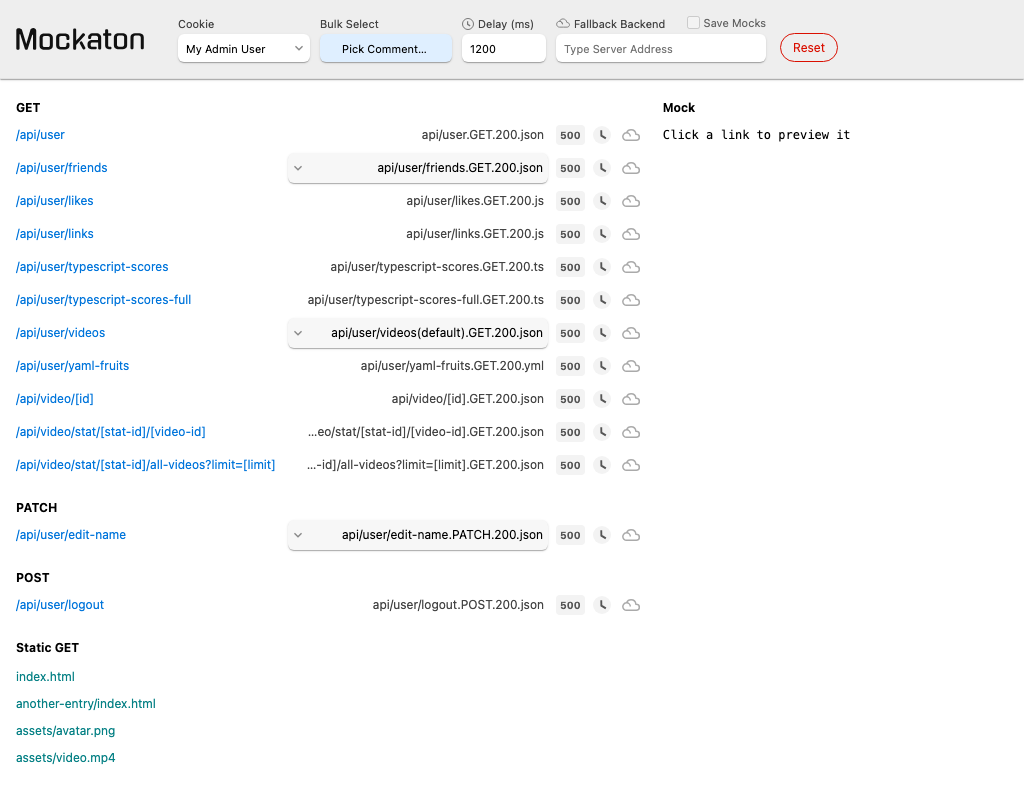 Mockaton
Cookie
My Admin User
Bulk Select
Pick Comment...
Delay (ms)
1200
Fallback Backend
Save Mocks
Type Server Address
Reset
GET
/api/user api/user.GET.200.json 500
/api/user/friends api/user/friends.GET.200.json 500
/api/user/likes api/user/likes.GET.200.js 500
/api/user/links api/user/links.GET.200.js 500
/api/user/typescript-scores api/user/typescript-scores.GET.200.ts 500
/api/user/typescript-scores-full api/user/typescript-scores-full.GET.200.ts 500
/api/user/videos api/user/videos(default).GET.200.json 500
/api/user/yaml-fruits api/user/yaml-fruits.GET.200.yml 500
/api/video/[id] api/video/[id].GET.200.json 500
/api/video/stat/[stat-id]/[video-id] ...eo/stat/[stat-id]/[video-id].GET.200.json 500
/api/video/stat/[stat-id]/all-videos?limit=[limit] ...-id]/all-videos?limit=[limit].GET.200.json 500
PATCH
/api/user/edit-name api/user/edit-name.PATCH.200.json 500
POST
/api/user/logout api/user/logout.POST.200.json 500
Static GET
index.html
another-entry/index.html
assets/avatar.png
assets/video.mp4
Mock
Click a link to preview it